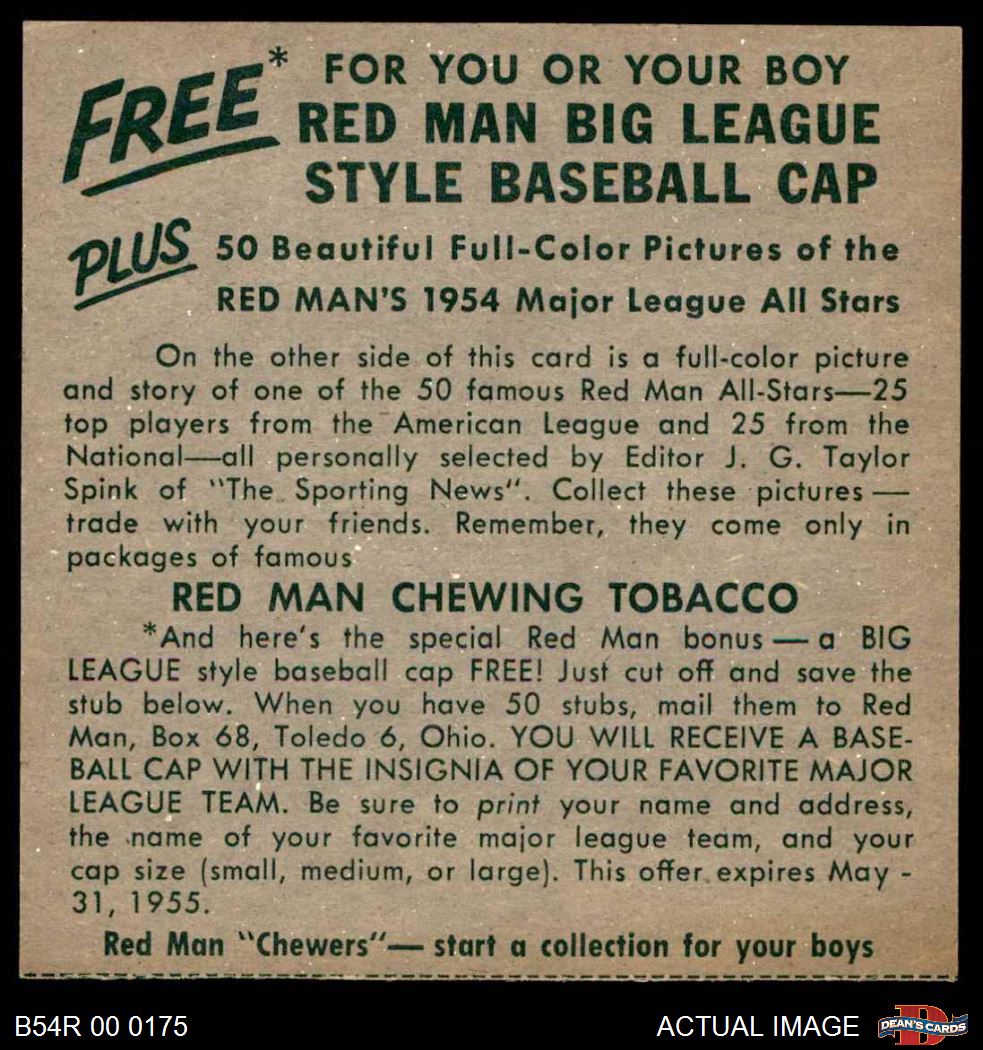 FREE* FOR YOU OR YOUR BOY
RED MAN BIG LEAGUE
STYLE BASEBALL CAP
PLUS 50 Beautiful Full-Color Pictures of the
RED MAN'S 1954 Major League All Stars
On the other side of this card is a full-color picture
and story of one of the 50 famous Red Man All-Stars—25
top players from the American League and 25 from the
National—all personally selected by Editor J. G. Taylor
Spink of "The Sporting News". Collect these pictures—
trade with your friends. Remember, they come only in
packages of famous
RED MAN CHEWING TOBACCO
*And here's the special Red Man bonus—a BIG
LEAGUE style baseball cap FREE! Just cut off and save the
stub below. When you have 50 stubs, mail them to Red
Man, Box 68, Toledo 6, Ohio. YOU WILL RECEIVE A BASE-
BALL CAP WITH THE INSIGNIA OF YOUR FAVORITE MAJOR
LEAGUE TEAM. Be sure to print your name and address,
the name of your favorite major league team, and your
cap size (small, medium, or large). This offer expires May -
31, 1955.
Red Man "Chewers"—start a collection for your boys
B54R 00 0175
ACTUAL IMAGE
DEAN'S CARDS